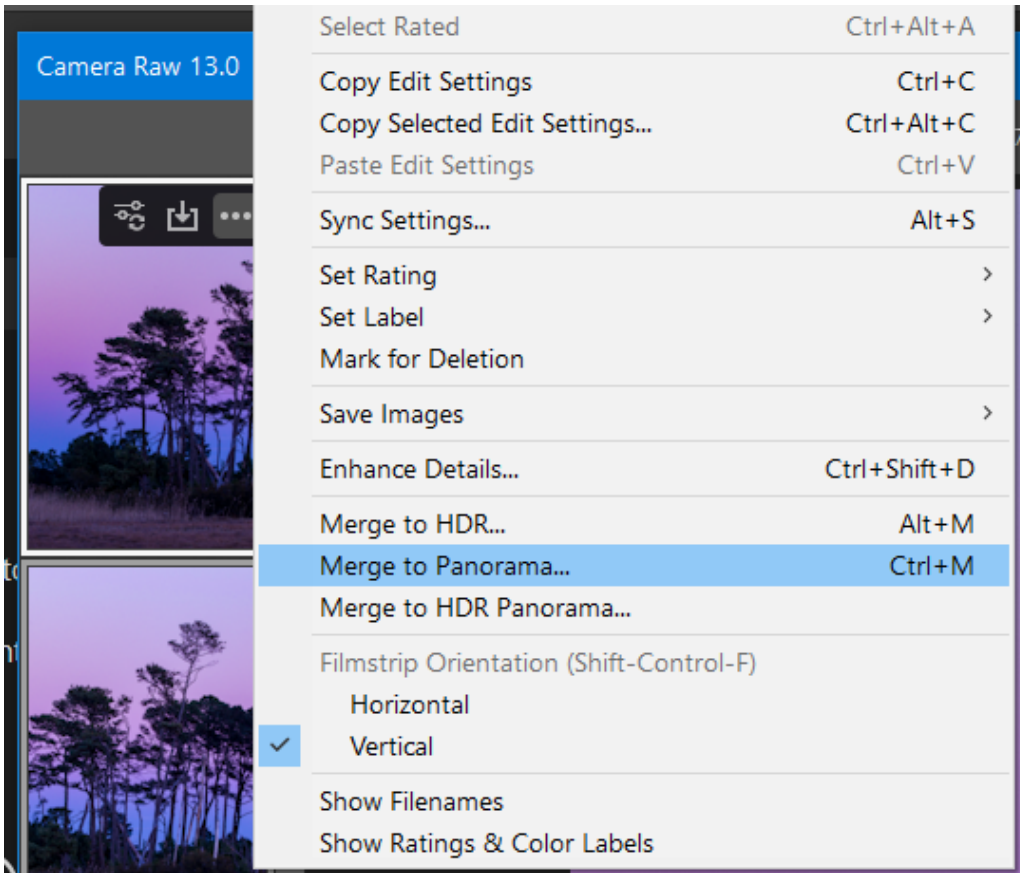 Select Rated Ctrl+Alt+A
Camera Raw 13.0
Copy Edit Settings Ctrl+C
Copy Selected Edit Settings... Ctrl+Alt+C
Paste Edit Settings Ctrl+V
Sync Settings... Alt+S
Set Rating
Set Label
Mark for Deletion
Save Images
Enhance Details... Ctrl+Shift+D
Merge to HDR... Alt+M
Merge to Panorama... Ctrl+M
Merge to HDR Panorama...
Filmstrip Orientation (Shift-Control-F)
Horizontal
Vertical
Show Filenames
Show Ratings & Color Labels